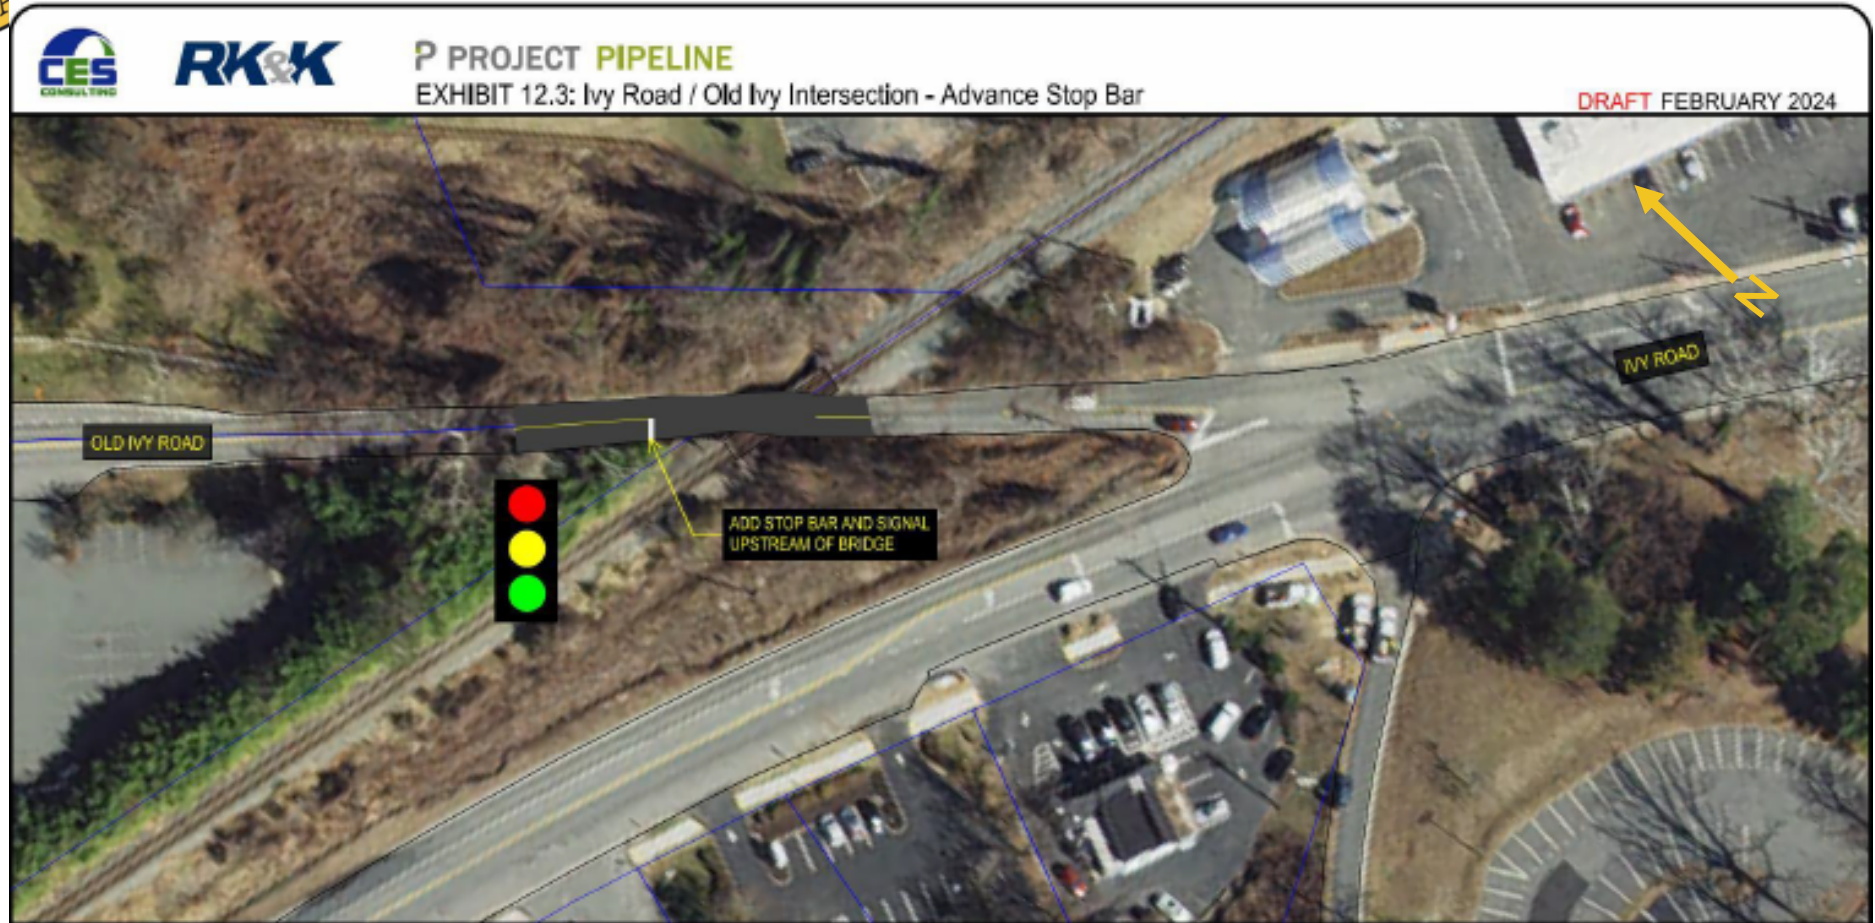 CES
CONSULTING
RK&K
P PROJECT PIPELINE
EXHIBIT 12.3: Ivy Road / Old Ivy Intersection - Advance Stop Bar
DRAFT FEBRUARY 2024
N
IVY ROAD
OLD IVY ROAD
ADD STOP BAR AND SIGNAL
UPSTREAM OF BRIDGE